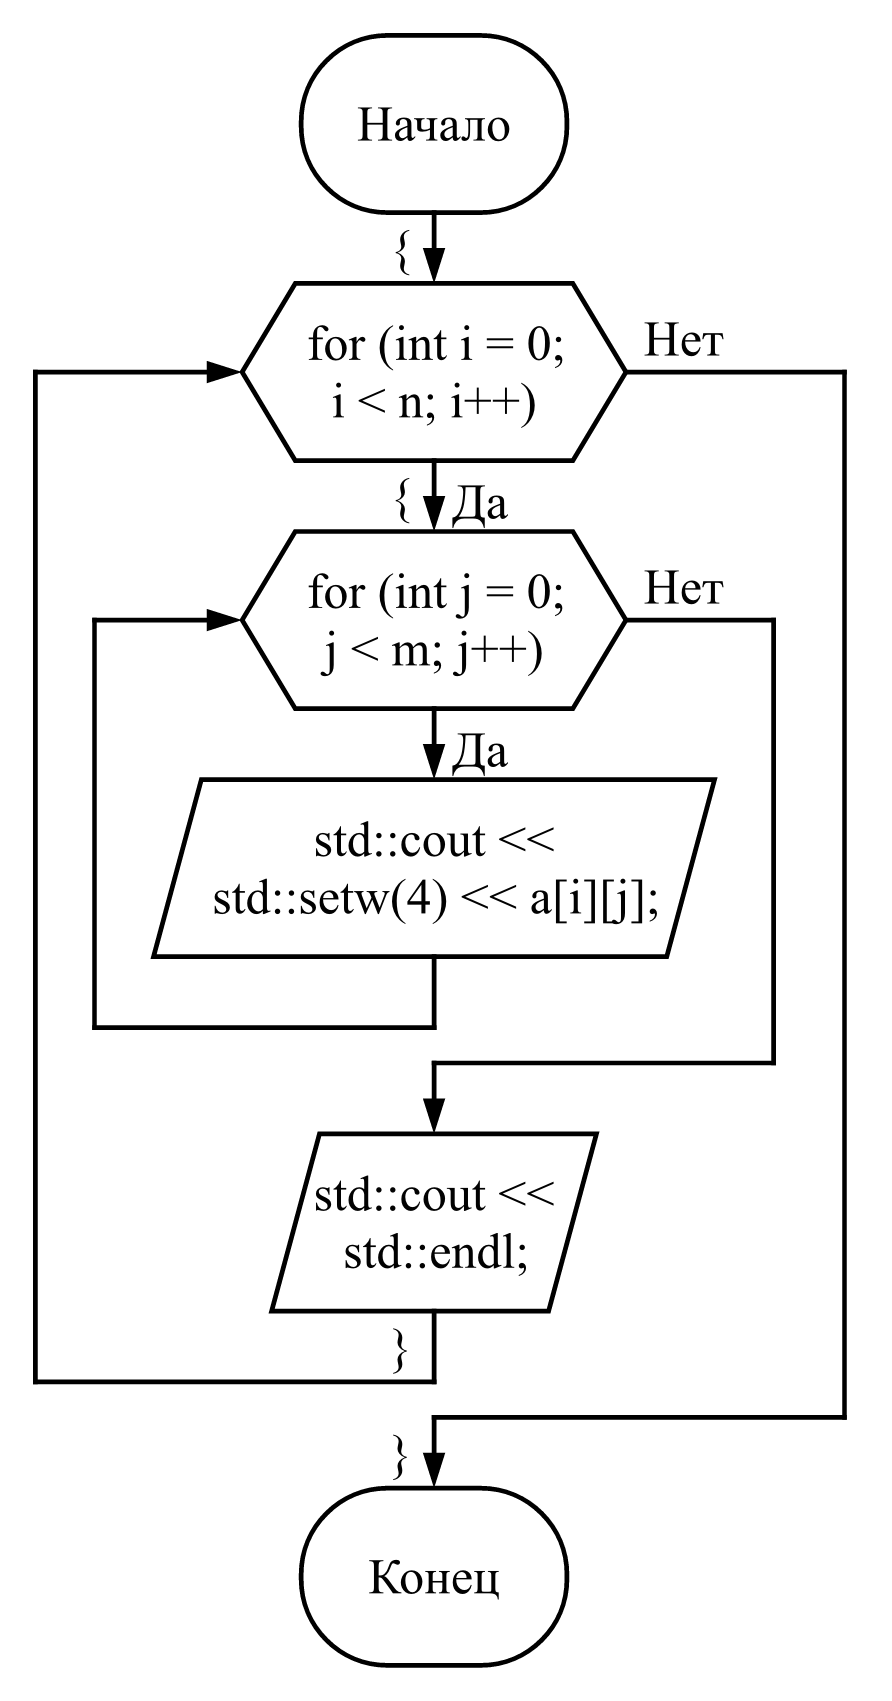 Начало
{
for (int i = 0;
i < n; i++)
Нет
{ Да
for (int j = 0;
j < m; j++)
Нет
Да
std::cout <<
std::setw(4) << a[i][j];
std::cout <<
std::endl;
}
}
Конец